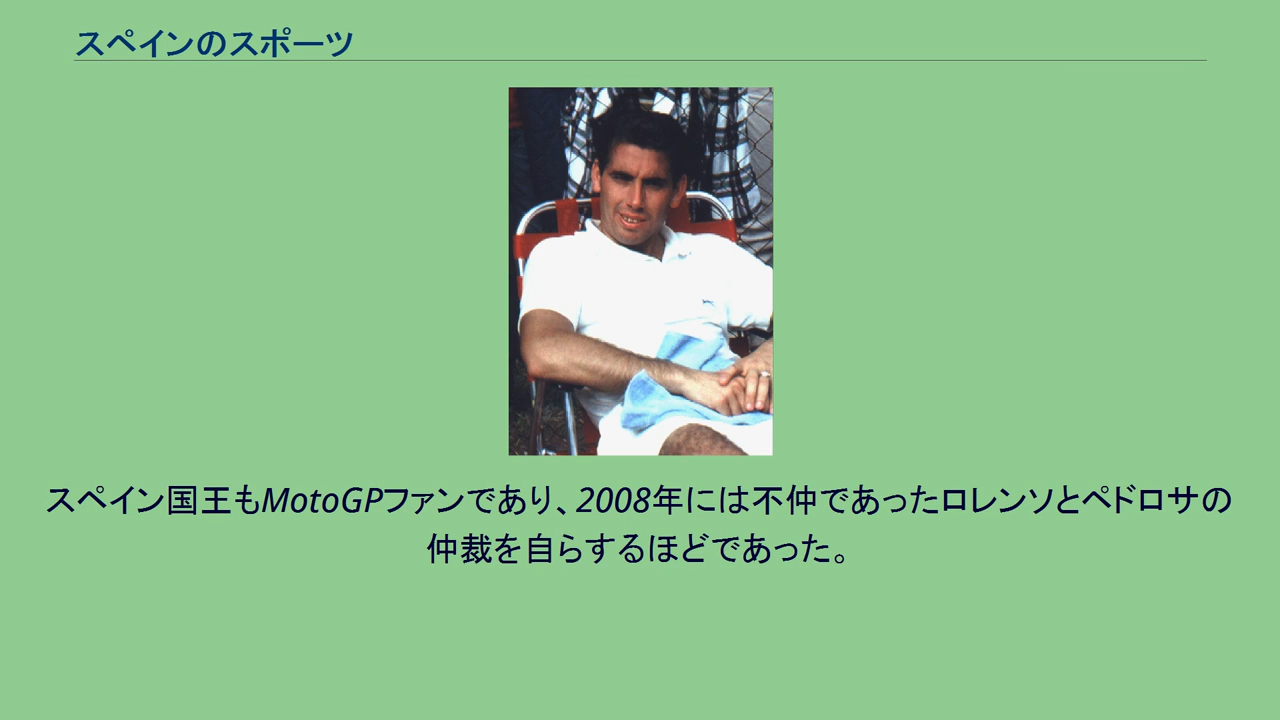 スペインのスポーツ
スペイン国王もMotoGPファンであり、2008年には不仲であったロレンソとペドロサの
仲裁を自らするほどであった。